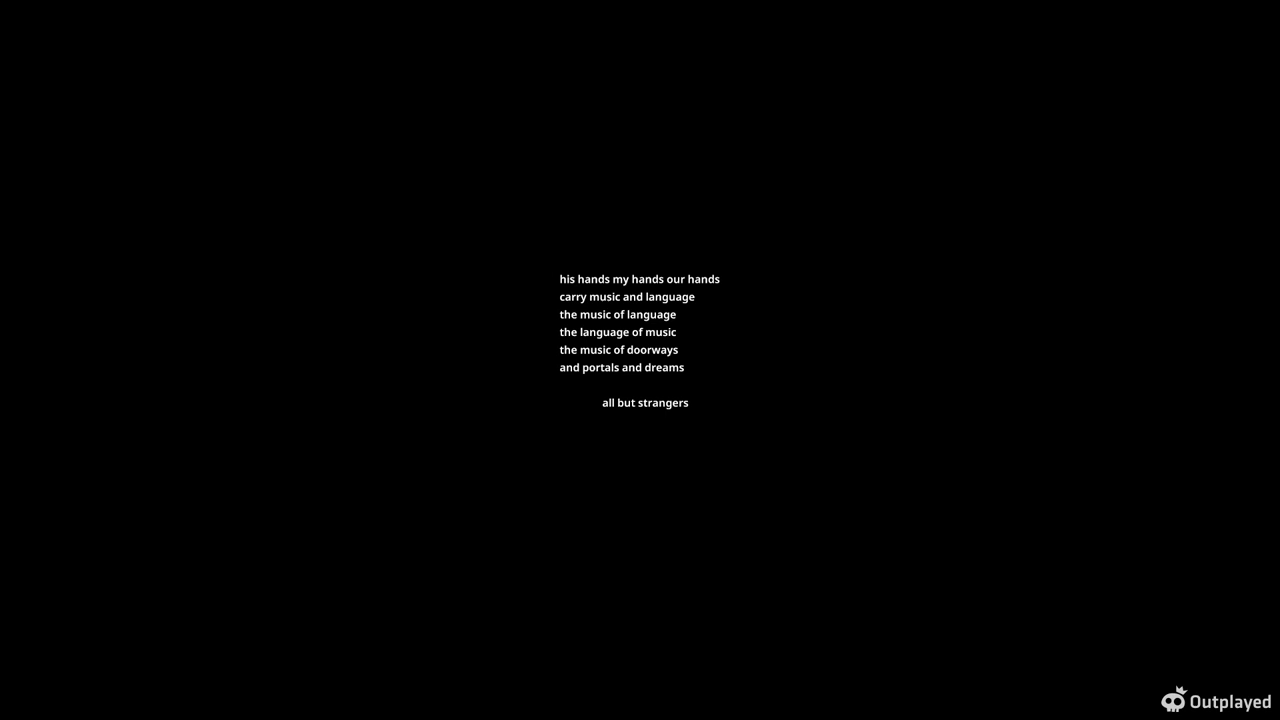 his hands my hands our hands
carry music and language
the music of language
the language of music
the music of doorways
and portals and dreams
all but strangers
Outplayed